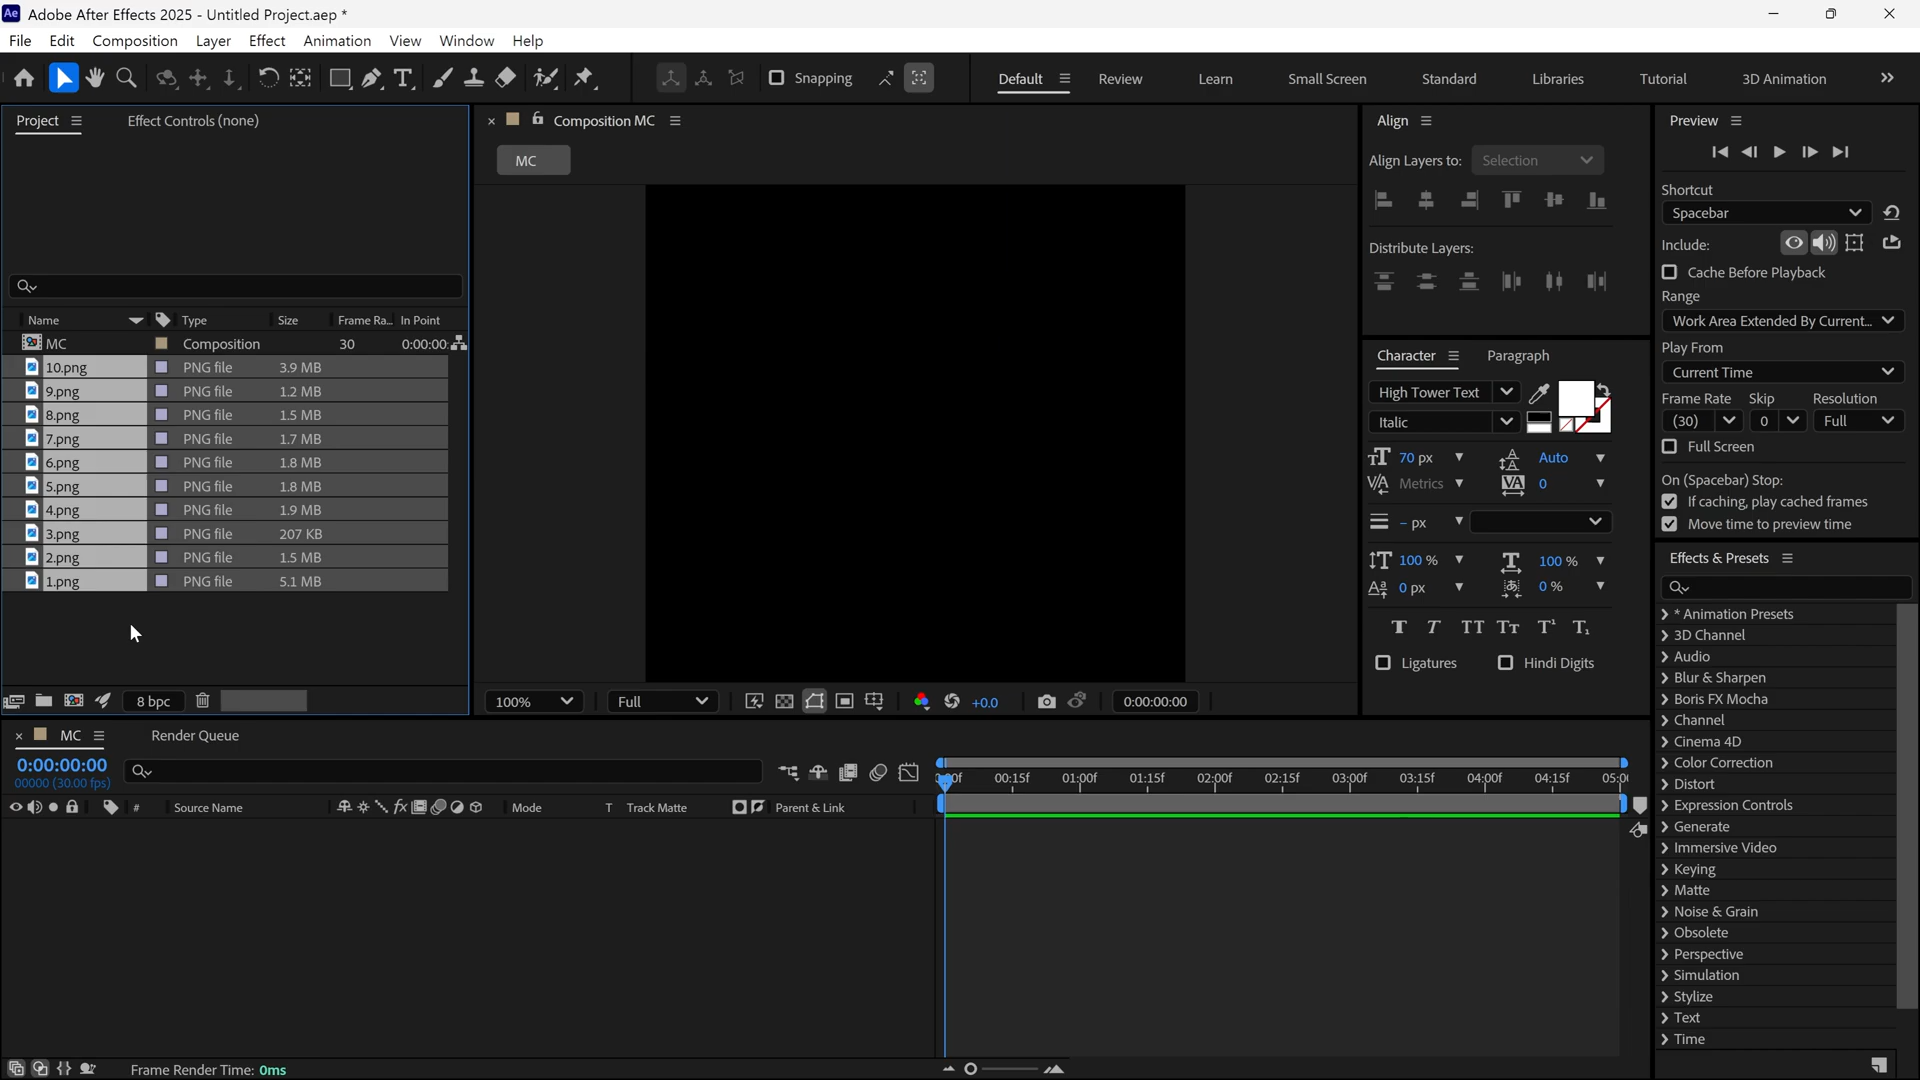 Ae Adobe After Effects 2025 - Untitled Project.aep *
File Edit Composition Layer Effect Animation View Window Help
Snapping
Default Review Learn Small Screen Standard Libraries Tutorial 3D Animation
Project Effect Controls (none)
Name Type Size Frame Ra... In Point
MC Composition 30 0:00:00:
10.png PNG file 3.9 MB
9.png PNG file 1.2 MB
8.png PNG file 1.5 MB
7.png PNG file 1.7 MB
6.png PNG file 1.8 MB
5.png PNG file 1.8 MB
4.png PNG file 1.9 MB
3.png PNG file 207 KB
2.png PNG file 1.5 MB
1.png PNG file 5.1 MB
8 bpc
Composition MC
MC
100% Full +0.0 0:00:00:00
Align
Align Layers to: Selection
Distribute Layers:
Character Paragraph
High Tower Text
Italic
70 px Auto
Metrics 0
– px
100 % 100 %
0 px 0 %
T T TT Tт T¹ T₁
Ligatures Hindi Digits
Preview
Shortcut
Spacebar
Include:
Cache Before Playback
Range
Work Area Extended By Current...
Play From
Current Time
Frame Rate Skip Resolution
(30) 0 Full
Full Screen
On (Spacebar) Stop:
If caching, play cached frames
Move time to preview time
Effects & Presets
* Animation Presets
3D Channel
Audio
Blur & Sharpen
Boris FX Mocha
Channel
Cinema 4D
Color Correction
Distort
Expression Controls
Generate
Immersive Video
Keying
Matte
Noise & Grain
Obsolete
Perspective
Simulation
Stylize
Text
Time
MC Render Queue
0:00:00:00
00000 (30.00 fps)
# Source Name fx Mode T Track Matte Parent & Link
00:15f 01:00f 01:15f 02:00f 02:15f 03:00f 03:15f 04:00f 04:15f
Frame Render Time: 0ms